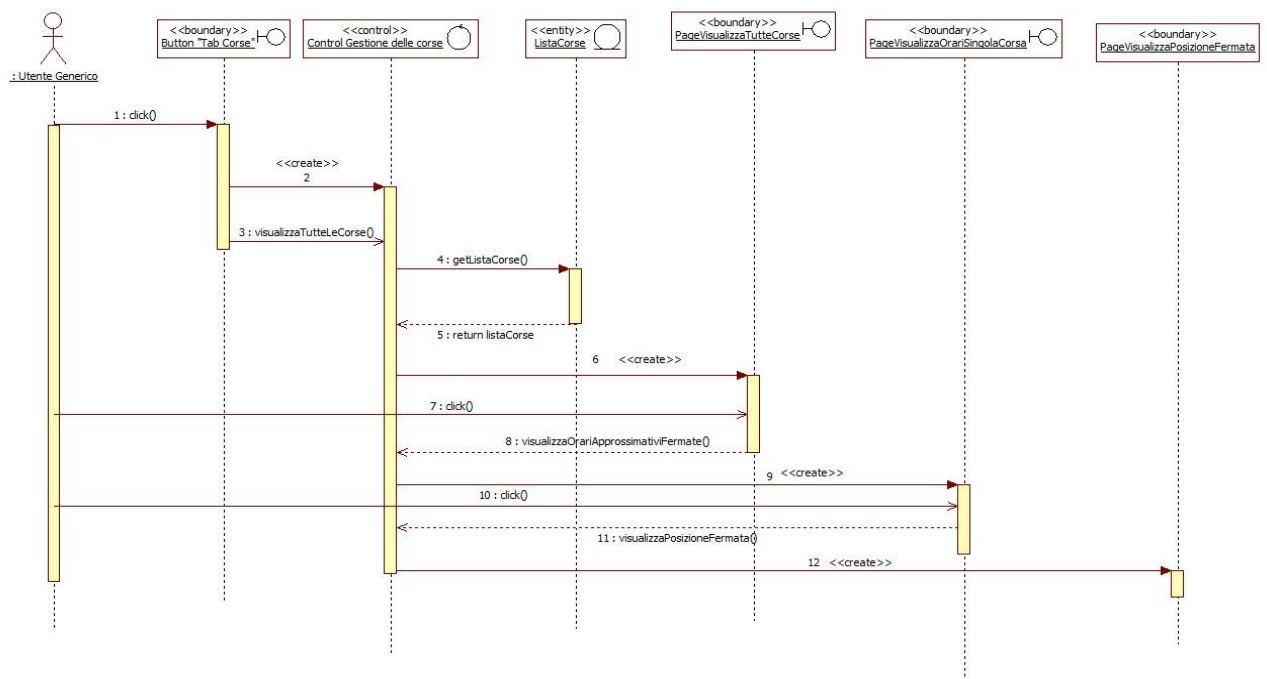 <<boundary>>
Button "Tab Corse"
<<control>>
Control Gestione delle corse
<<entity>>
ListaCorse
<<boundary>>
PageVisualizzaTutteCorse
<<boundary>>
PageVisualizzaOrariSingolaCorsa
<<boundary>>
PageVisualizzaPosizioneFermata
: Utente Generico
1 : click()
<<create>>
2
3 : visualizzaTutteLeCorse()
4 : getListaCorse()
5 : return listaCorse
6 <<create>>
7 : click()
8 : visualizzaOrariApprossimativiFermate()
9 <<create>>
10 : click()
11 : visualizzaPosizioneFermata()
12 <<create>>